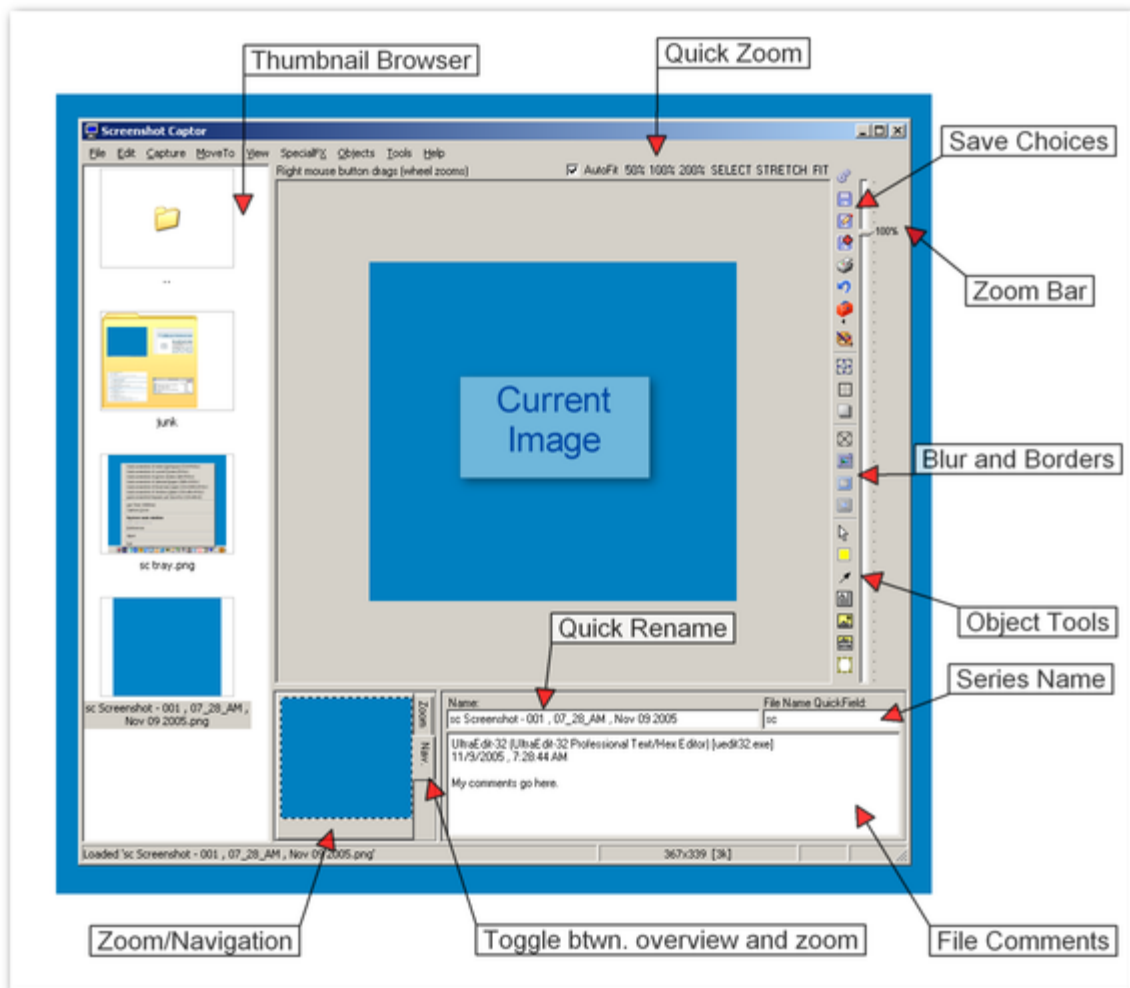 Thumbnail Browser
Quick Zoom
Screenshot Captor
File Edit Capture MoveTo View SpecialFX Objects Tools Help
Right mouse button drags (wheel zooms)
AutoFit 50% 100% 200% SELECT STRETCH FIT
Save Choices
100%
Zoom Bar
..
junk
Current
Image
Blur and Borders
sc tray.png
Object Tools
Quick Rename
Series Name
sc Screenshot - 001 , 07_28_AM ,
Nov 09 2005.png
Zoom
Nav.
Name:
File Name QuickField:
sc Screenshot - 001 , 07_28_AM , Nov 09 2005
sc
UltraEdit-32 [UltraEdit-32 Professional Text/Hex Editor] [uedit32.exe]
11/9/2005 , 7:28:44 AM
My comments go here.
Loaded 'sc Screenshot - 001 , 07_28_AM , Nov 09 2005.png'
367x339 [3k]
Zoom/Navigation
Toggle btwn. overview and zoom
File Comments